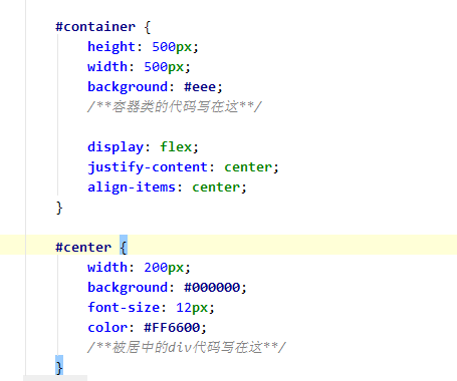 #container {
height: 500px;
width: 500px;
background: #eee;
/**容器类的代码写在这**/
display: flex;
justify-content: center;
align-items: center;
}
#center {
width: 200px;
background: #000000;
font-size: 12px;
color: #FF6600;
/**被居中的div代码写在这**/
}